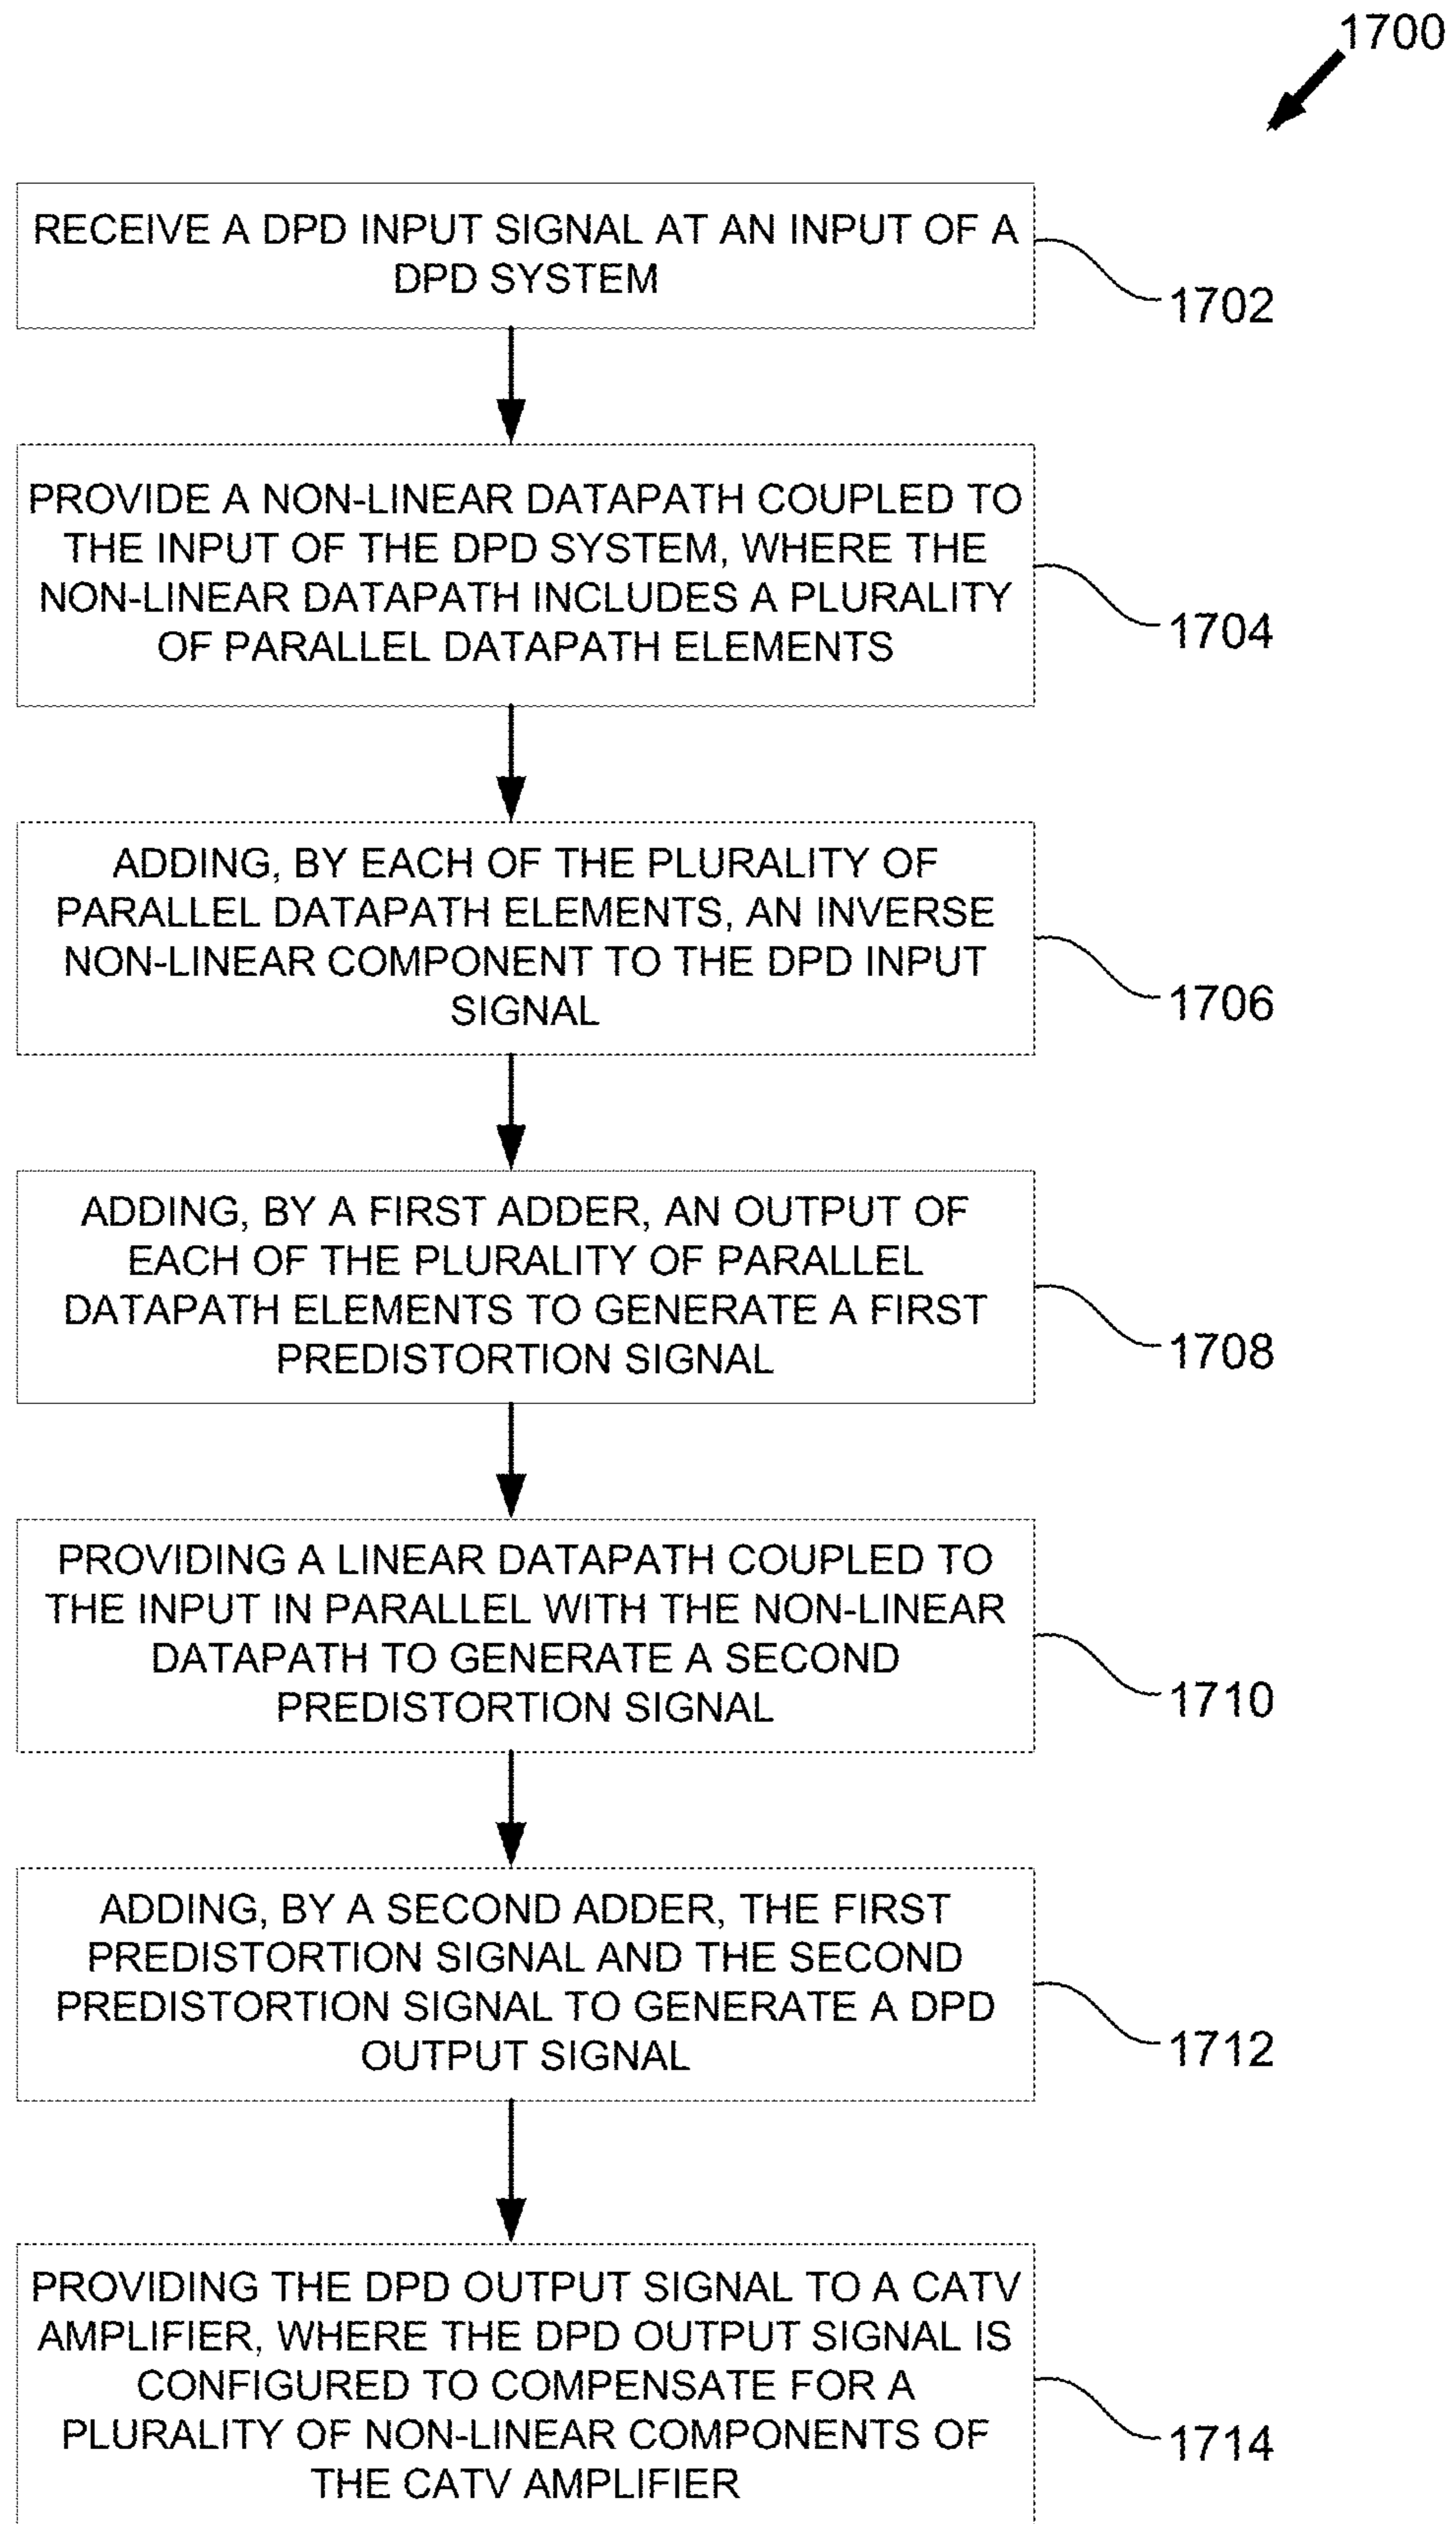 1700
RECEIVE A DPD INPUT SIGNAL AT AN INPUT OF A
DPD SYSTEM
1702
PROVIDE A NON-LINEAR DATAPATH COUPLED TO
THE INPUT OF THE DPD SYSTEM, WHERE THE
NON-LINEAR DATAPATH INCLUDES A PLURALITY
OF PARALLEL DATAPATH ELEMENTS
1704
ADDING, BY EACH OF THE PLURALITY OF
PARALLEL DATAPATH ELEMENTS, AN INVERSE
NON-LINEAR COMPONENT TO THE DPD INPUT
SIGNAL
1706
ADDING, BY A FIRST ADDER, AN OUTPUT OF
EACH OF THE PLURALITY OF PARALLEL
DATAPATH ELEMENTS TO GENERATE A FIRST
PREDISTORTION SIGNAL
1708
PROVIDING A LINEAR DATAPATH COUPLED TO
THE INPUT IN PARALLEL WITH THE NON-LINEAR
DATAPATH TO GENERATE A SECOND
PREDISTORTION SIGNAL
1710
ADDING, BY A SECOND ADDER, THE FIRST
PREDISTORTION SIGNAL AND THE SECOND
PREDISTORTION SIGNAL TO GENERATE A DPD
OUTPUT SIGNAL
1712
PROVIDING THE DPD OUTPUT SIGNAL TO A CATV
AMPLIFIER, WHERE THE DPD OUTPUT SIGNAL IS
CONFIGURED TO COMPENSATE FOR A
PLURALITY OF NON-LINEAR COMPONENTS OF
THE CATV AMPLIFIER
1714